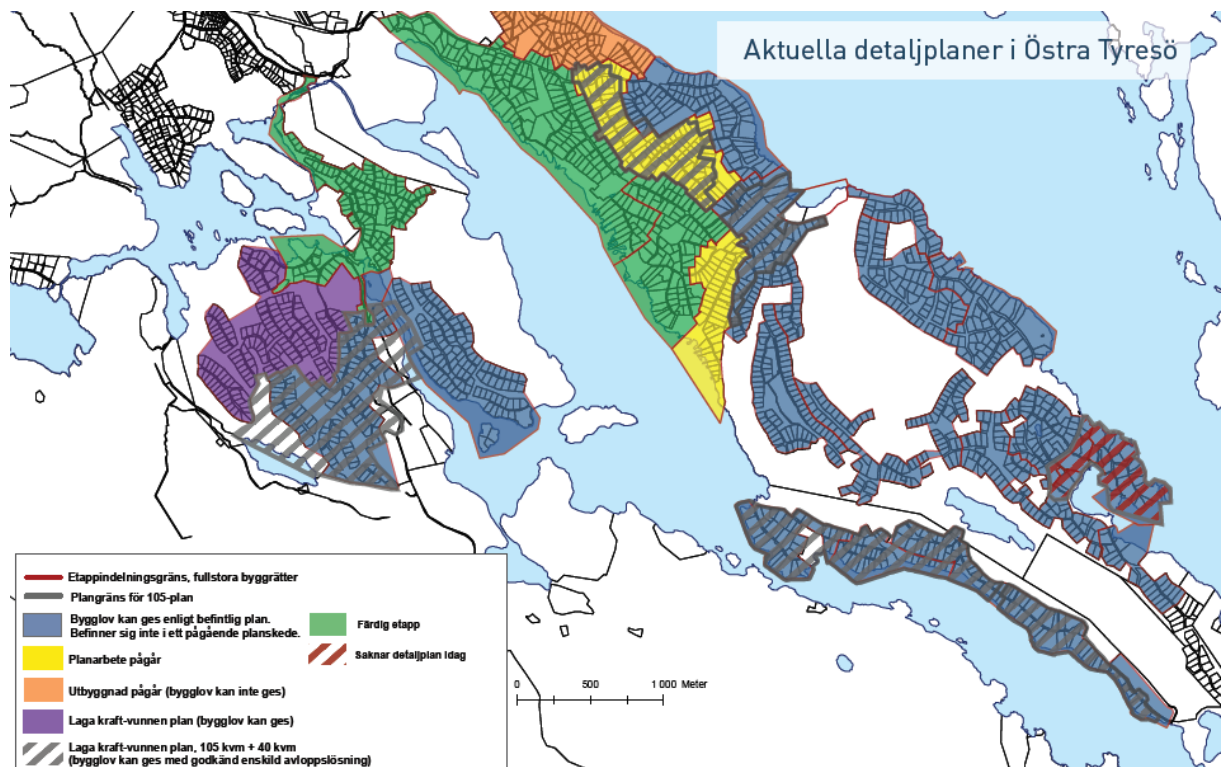 Aktuella detaljplaner i Östra Tyresö
Etappindelningsgräns, fullstora byggrätter
Plangräns för 105-plan
Bygglov kan ges enligt befintlig plan.
Befinner sig inte i ett pågående planskede.
Färdig etapp
Planarbete pågår
Saknar detaljplan idag
Utbyggnad pågår (bygglov kan inte ges)
Laga kraft-vunnen plan (bygglov kan ges)
Laga kraft-vunnen plan, 105 kvm + 40 kvm
(bygglov kan ges med godkänd enskild avloppslösning)
0 500 1 000 Meter